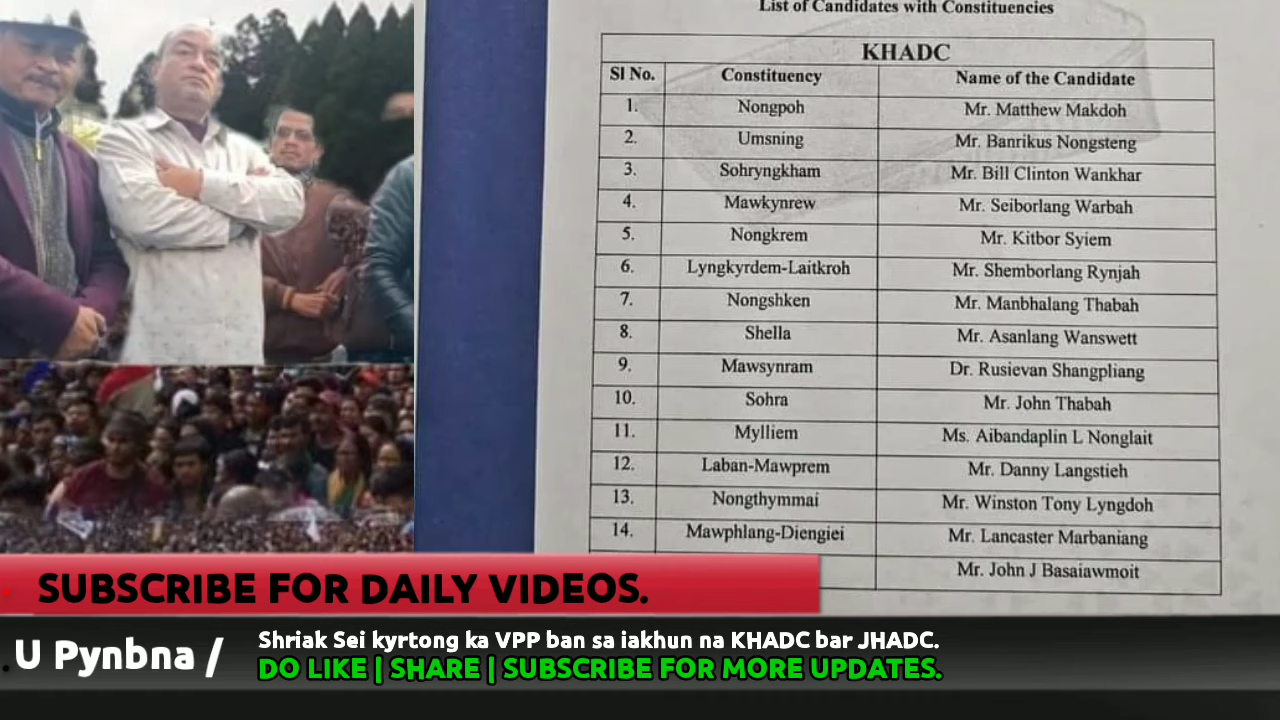 List of Candidates with Constituencies
KHADC
Sl No. Constituency Name of the Candidate
1. Nongpoh Mr. Matthew Makdoh
2. Umsning Mr. Banrikus Nongsteng
3. Sohryngkham Mr. Bill Clinton Wankhar
4. Mawkynrew Mr. Seiborlang Warbah
5. Nongkrem Mr. Kitbor Syiem
6. Lyngkyrdem-Laitkroh Mr. Shemborlang Rynjah
7. Nongshken Mr. Manbhalang Thabah
8. Shella Mr. Asanlang Wanswett
9. Mawsynram Dr. Rusievan Shangpliang
10. Sohra Mr. John Thabah
11. Mylliem Ms. Aibandaplin L Nonglait
12. Laban-Mawprem Mr. Danny Langstieh
13. Nongthymmai Mr. Winston Tony Lyngdoh
14. Mawphlang-Diengiei Mr. Lancaster Marbaniang
Mr. John J Basaiawmoit
SUBSCRIBE FOR DAILY VIDEOS.
U Pynbna /
Shriak Sei kyrtong ka VPP ban sa iakhun na KHADC bar JHADC.
DO LIKE | SHARE | SUBSCRIBE FOR MORE UPDATES.